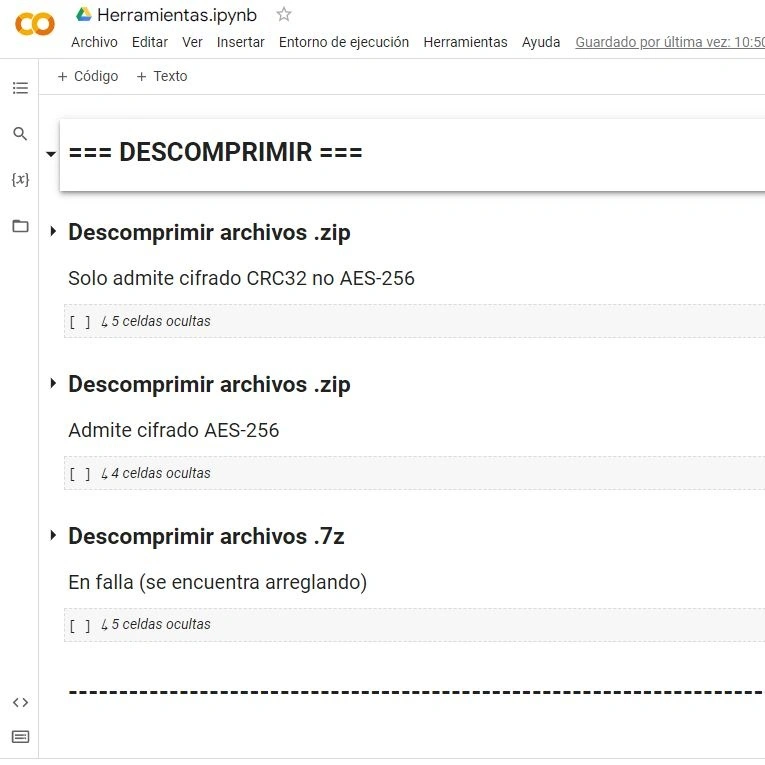 Herramientas.ipynb
Archivo Editar Ver Insertar Entorno de ejecución Herramientas Ayuda Guardado por última vez: 10:50
+ Código + Texto
=== DESCOMPRIMIR ===
{x}
Descomprimir archivos .zip
Solo admite cifrado CRC32 no AES-256
[ ] ↳ 5 celdas ocultas
Descomprimir archivos .zip
Admite cifrado AES-256
[ ] ↳ 4 celdas ocultas
Descomprimir archivos .7z
En falla (se encuentra arreglando)
[ ] ↳ 5 celdas ocultas